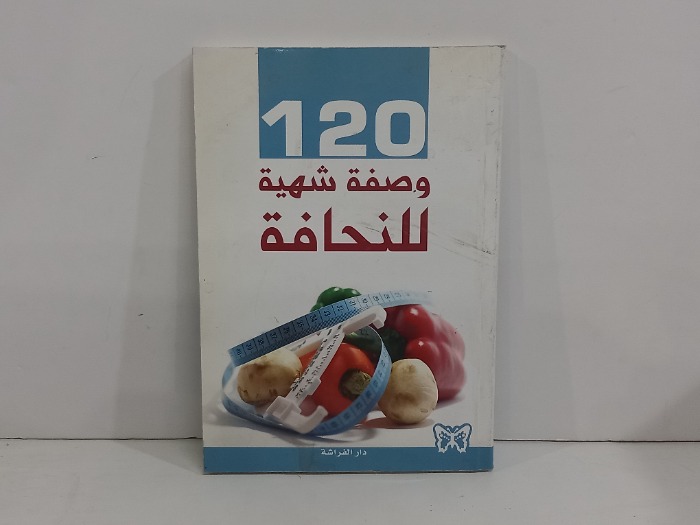 120
وصفة شهية
للنحافة
دار الفراشة